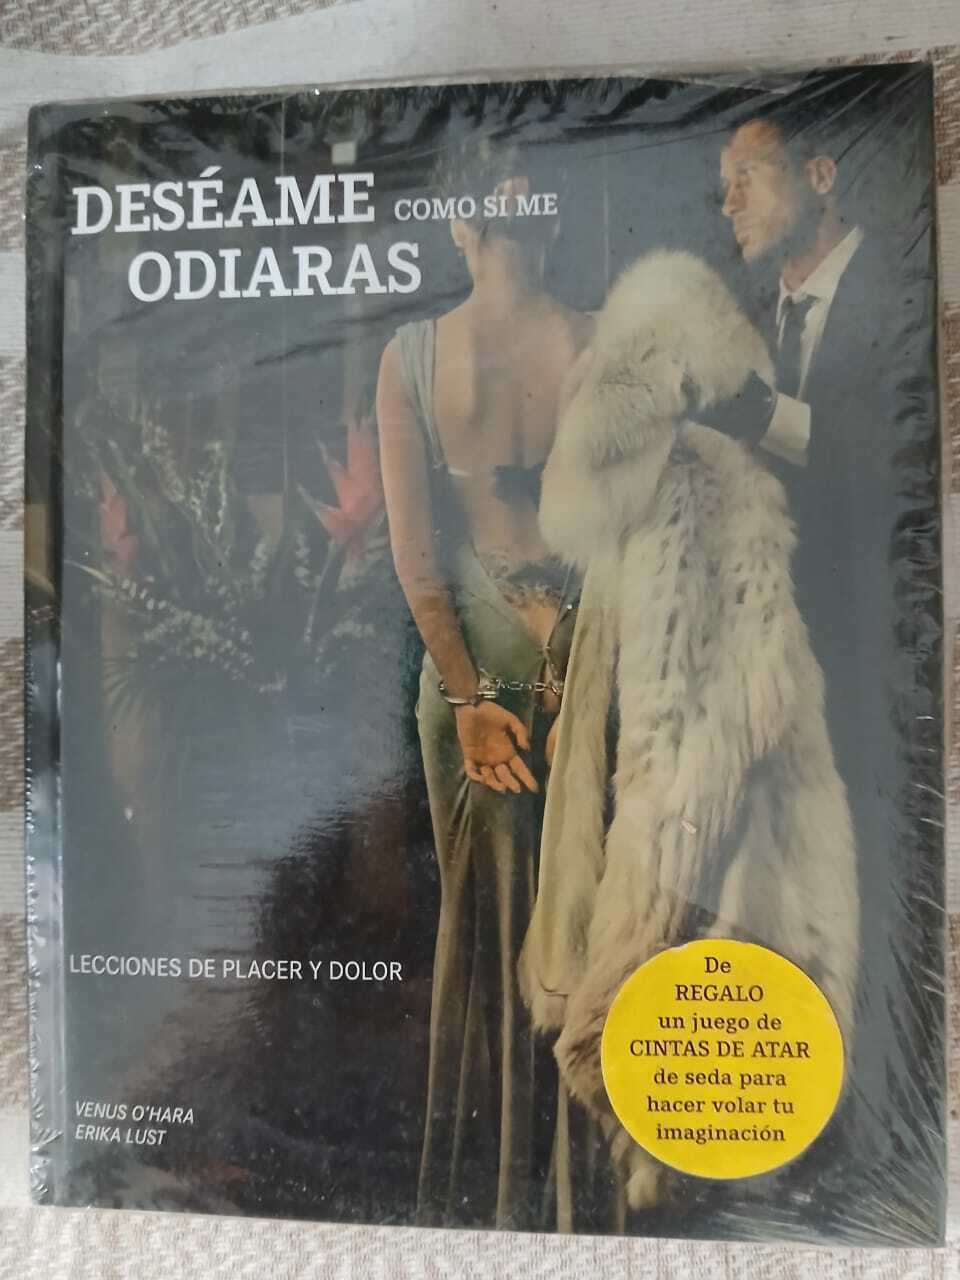 DESÉAME COMO SI ME
ODIARAS
LECCIONES DE PLACER Y DOLOR
VENUS O'HARA
ERIKA LUST
De
REGALO
un juego de
CINTAS DE ATAR
de seda para
hacer volar tu
imaginación